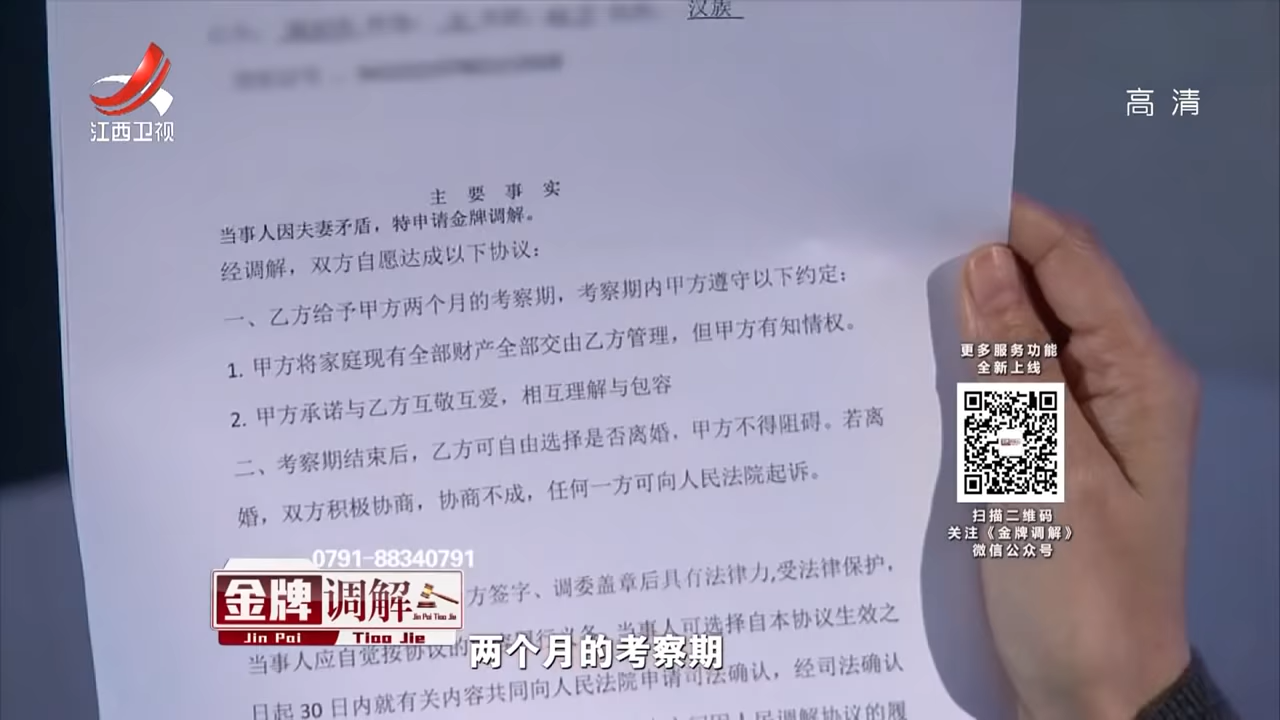 汉族
江西卫视
高清
主要事实
当事人因夫妻矛盾，特申请金牌调解。
经调解，双方自愿达成以下协议：
一、乙方给予甲方两个月的考察期，考察期内甲方遵守以下约定：
1. 甲方将家庭现有全部财产全部交由乙方管理，但甲方有知情权。
2. 甲方承诺与乙方互敬互爱，相互理解与包容
二、考察期结束后，乙方可自由选择是否离婚，甲方不得阻碍。若离
婚，双方积极协商，协商不成，任何一方可向人民法院起诉。
更多服务功能
全新上线
扫描二维码
关注《金牌调解》
微信公众号
0791-88340791
金牌调解
Jin Pai Tiao Jie
Jin Pai Tiao Jie
方签字、调委盖章后具有法律力,受法律保护，
当事人应自觉按协议的
当事人可选择自本协议生效之
两个月的考察期
日起 30 日内就有关内容共同向人民法院申请司法确认，经司法确认
人民调解协议的履